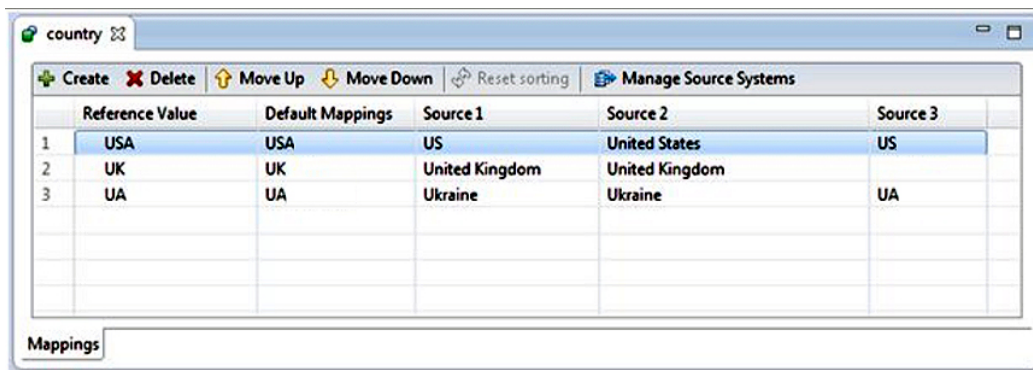 country
Create Delete Move Up Move Down Reset sorting Manage Source Systems
Reference Value Default Mappings Source 1 Source 2 Source 3
1 USA USA US United States US
2 UK UK United Kingdom United Kingdom
3 UA UA Ukraine Ukraine UA
Mappings